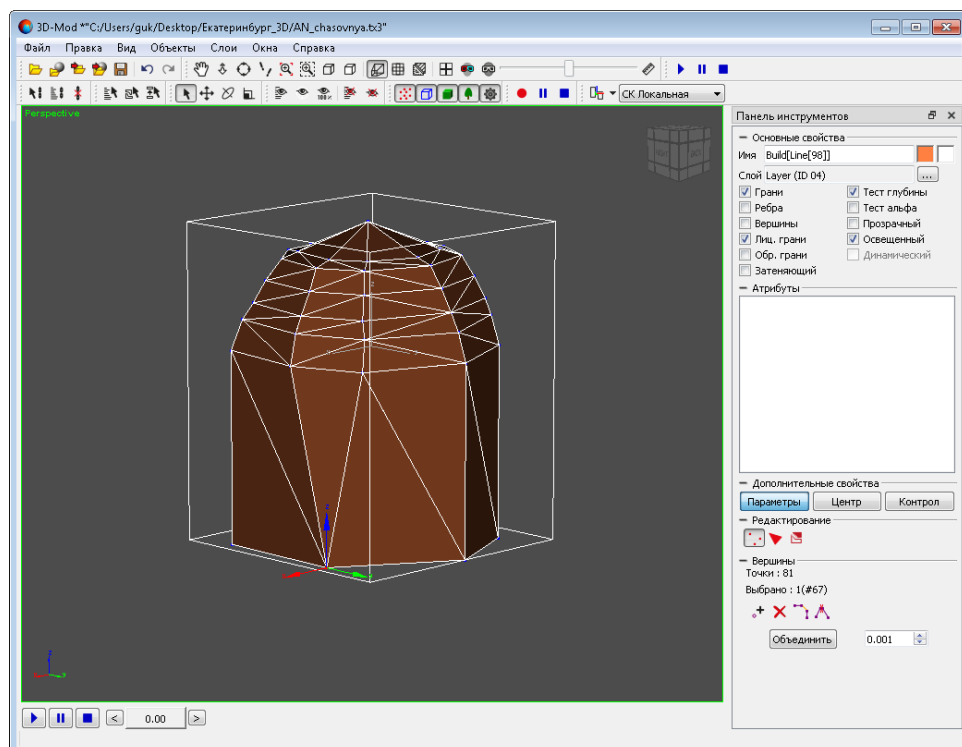 3D-Mod *"C:/Users/guk/Desktop/Екатеринбург_3D/AN_chasovnya.tx3"
Файл Правка Вид Объекты Слои Окна Справка
100%
СК Локальная
Perspective
Панель инструментов
Основные свойства
Имя Build[Line[98]]
Слой Layer (ID 04) ...
Грани Тест глубины
Ребра Тест альфа
Вершины Прозрачный
Лиц. грани Освещенный
Обр. грани Динамический
Затеняющий
Атрибуты
Дополнительные свойства
Параметры Центр Контрол
Редактирование
Вершины
Точки : 81
Выбрано : 1(#67)
Объединить 0.001
z
z
z
< 0.00 >